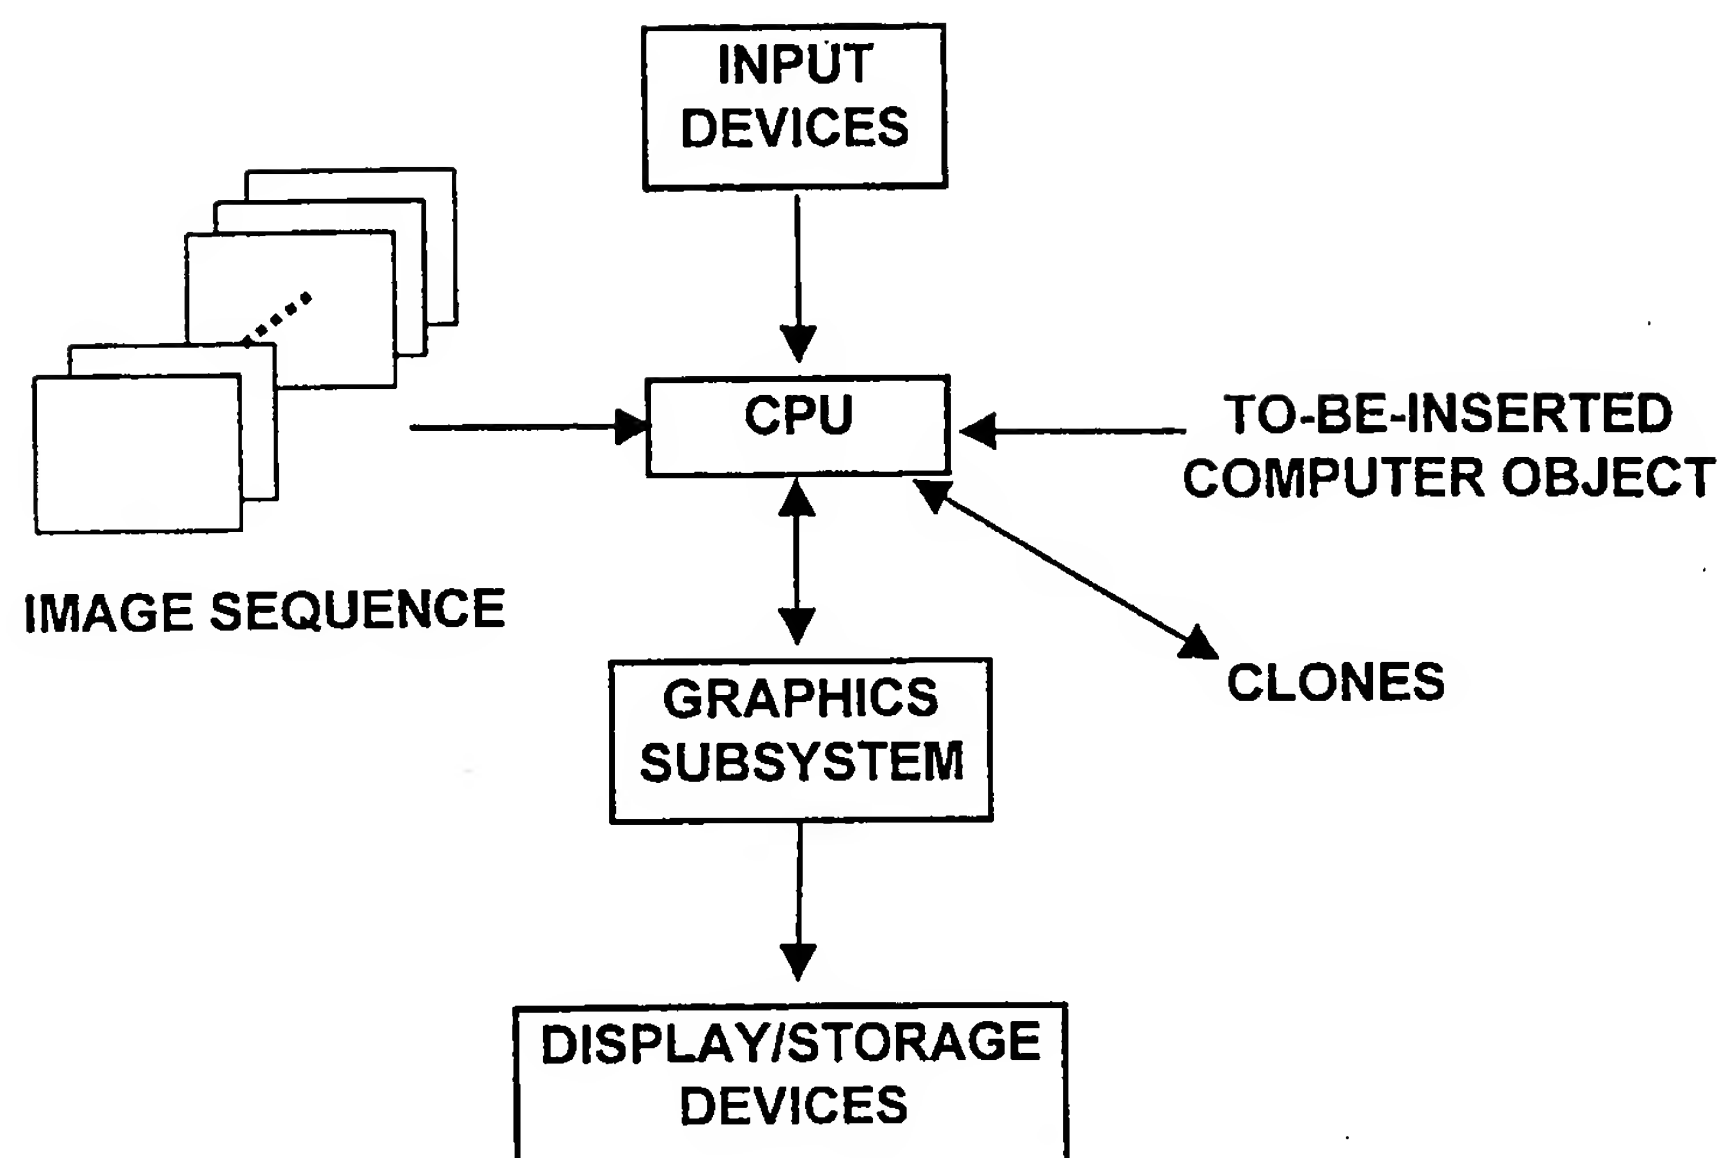 INPUT
DEVICES
CPU
TO-BE-INSERTED
COMPUTER OBJECT
IMAGE SEQUENCE
CLONES
GRAPHICS
SUBSYSTEM
DISPLAY/STORAGE
DEVICES